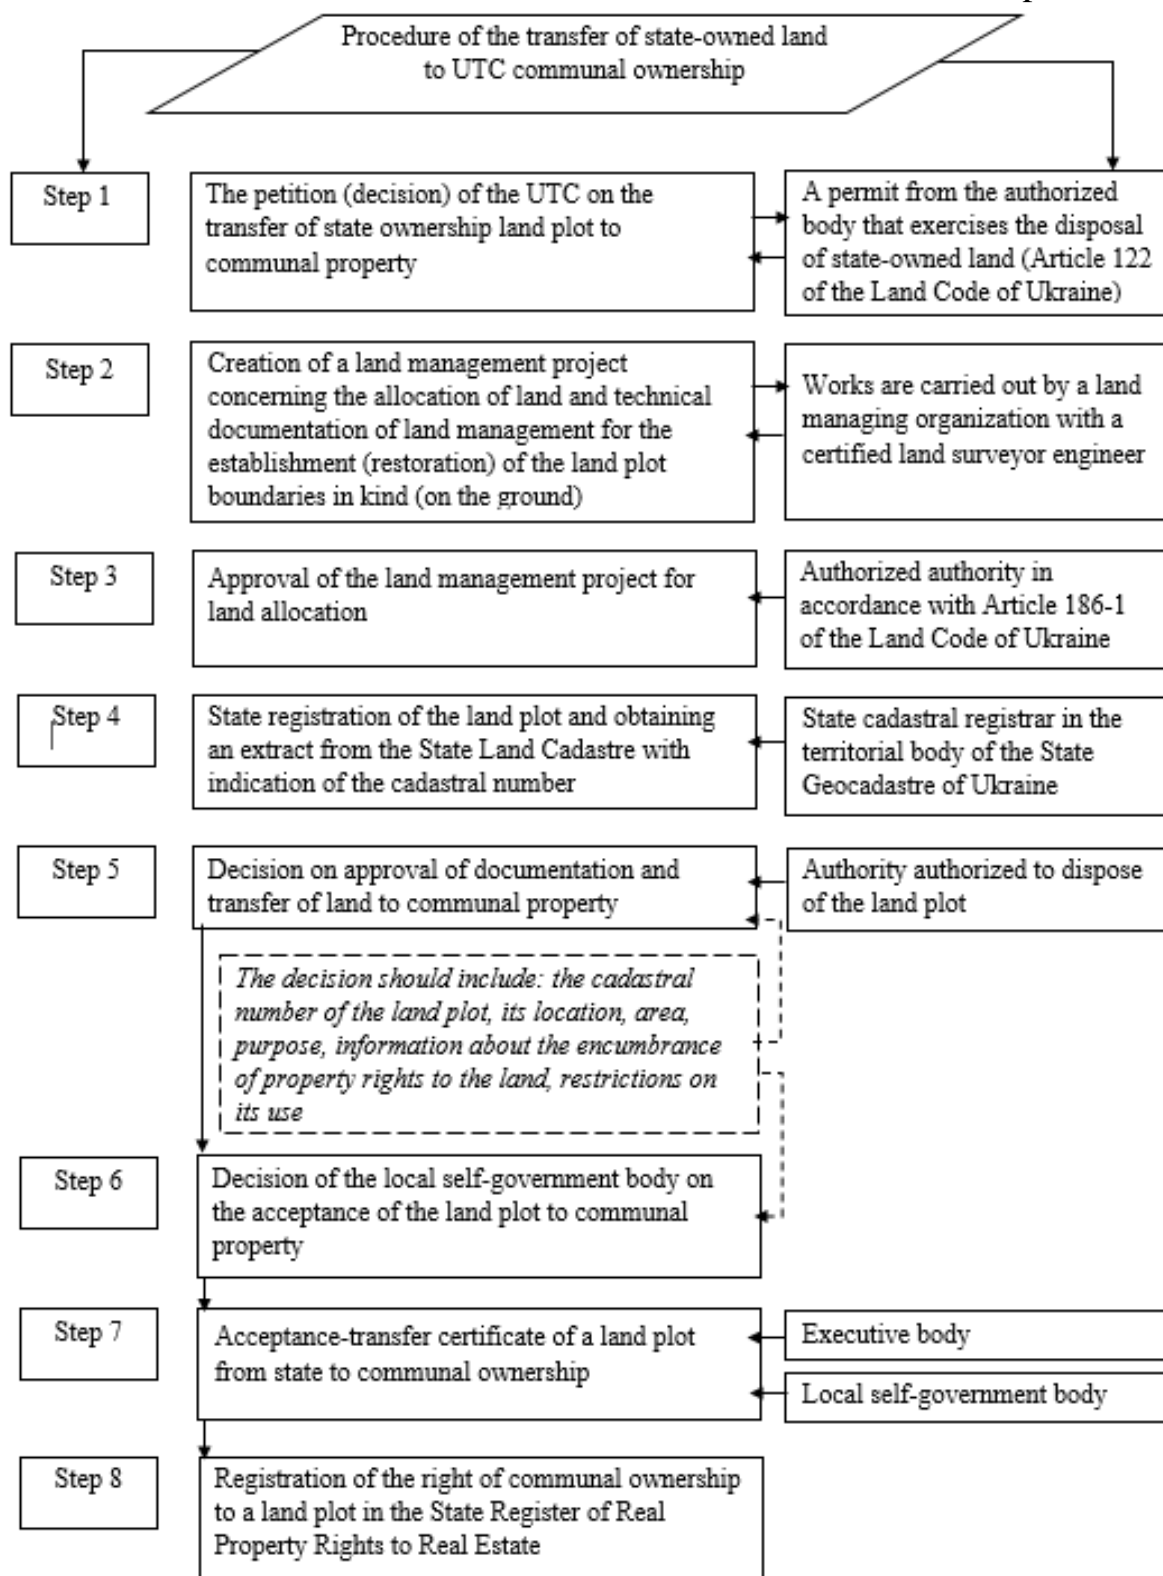 Procedure of the transfer of state-owned land
to UTC communal ownership
Step 1
The petition (decision) of the UTC on the
transfer of state ownership land plot to
communal property
A permit from the authorized
body that exercises the disposal
of state-owned land (Article 122
of the Land Code of Ukraine)
Step 2
Creation of a land management project
concerning the allocation of land and technical
documentation of land management for the
establishment (restoration) of the land plot
boundaries in kind (on the ground)
Works are carried out by a land
managing organization with a
certified land surveyor engineer
Step 3
Approval of the land management project for
land allocation
Authorized authority in
accordance with Article 186-1
of the Land Code of Ukraine
Step 4
State registration of the land plot and obtaining
an extract from the State Land Cadastre with
indication of the cadastral number
State cadastral registrar in the
territorial body of the State
Geocadastre of Ukraine
Step 5
Decision on approval of documentation and
transfer of land to communal property
Authority authorized to dispose
of the land plot
The decision should include: the cadastral
number of the land plot, its location, area,
purpose, information about the encumbrance
of property rights to the land, restrictions on
its use
Step 6
Decision of the local self-government body on
the acceptance of the land plot to communal
property
Step 7
Acceptance-transfer certificate of a land plot
from state to communal ownership
Executive body
Local self-government body
Step 8
Registration of the right of communal ownership
to a land plot in the State Register of Real
Property Rights to Real Estate